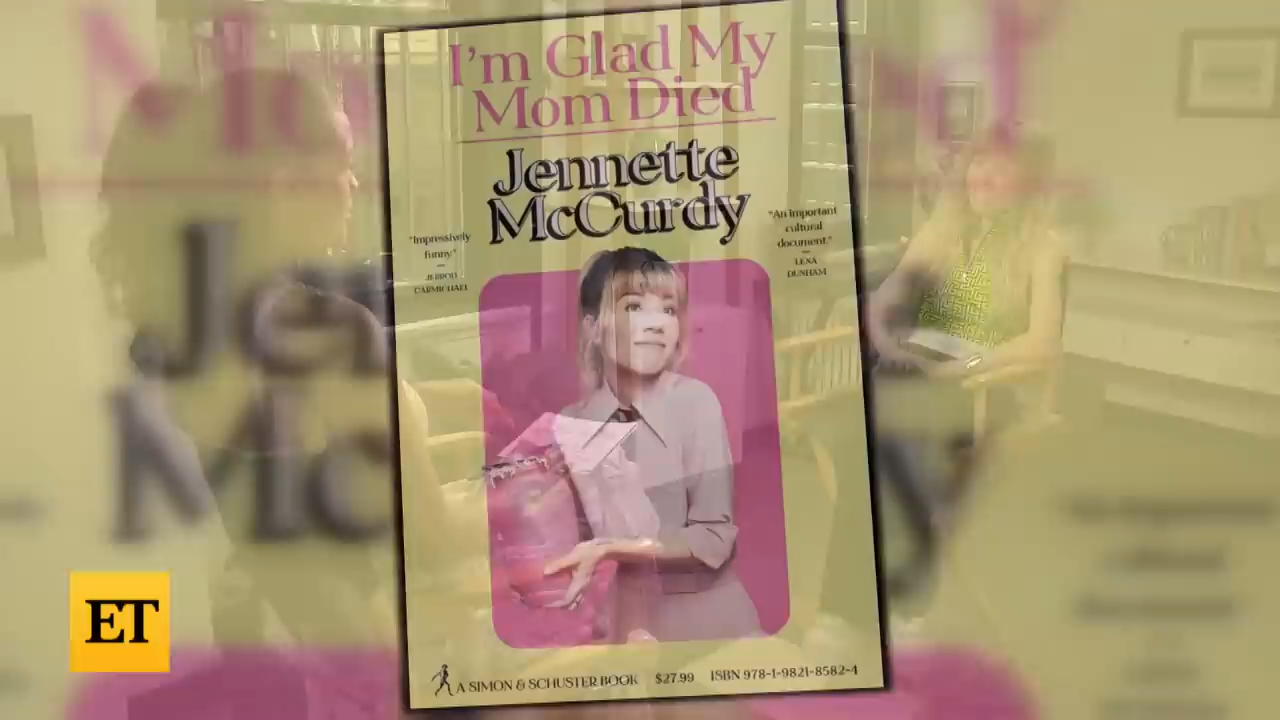 I'm Glad My
Mom Died
Jennette
McCurdy
"Impressively
funny"
—
JERROD
CARMICHAEL
"An important
cultural
document."
—
LENA
DUNHAM
ET
A SIMON & SCHUSTER BOOK $27.99 ISBN 978-1-9821-8582-4